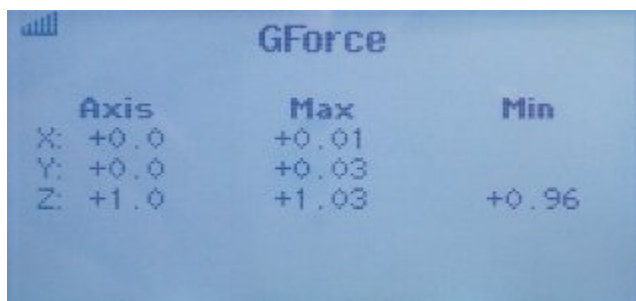 GForce
Axis Max Min
X: +0.0 +0.01
Y: +0.0 +0.03
Z: +1.0 +1.03 +0.96